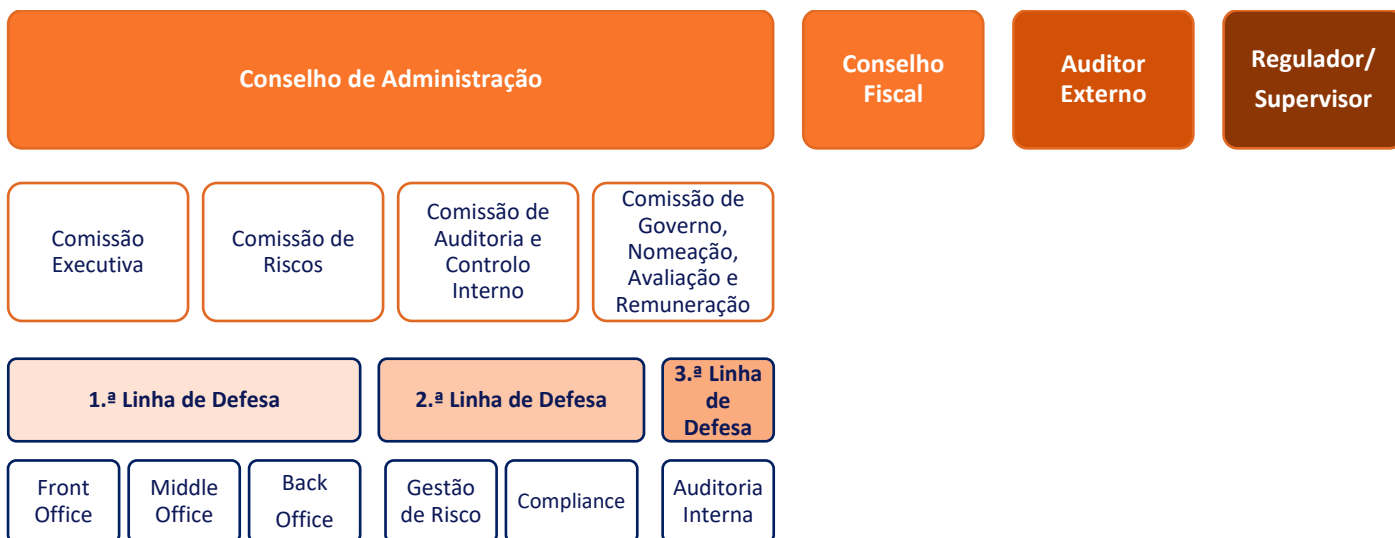 Conselho de Administração
Conselho
Fiscal
Auditor
Externo
Regulador/
Supervisor
Comissão
Executiva
Comissão de
Riscos
Comissão de
Auditoria e
Controlo
Interno
Comissão de
Governo,
Nomeação,
Avaliação e
Remuneração
1.ª Linha de Defesa
2.ª Linha de Defesa
3.ª Linha
de
Defesa
Front
Office
Middle
Office
Back
Office
Gestão
de Risco
Compliance
Auditoria
Interna